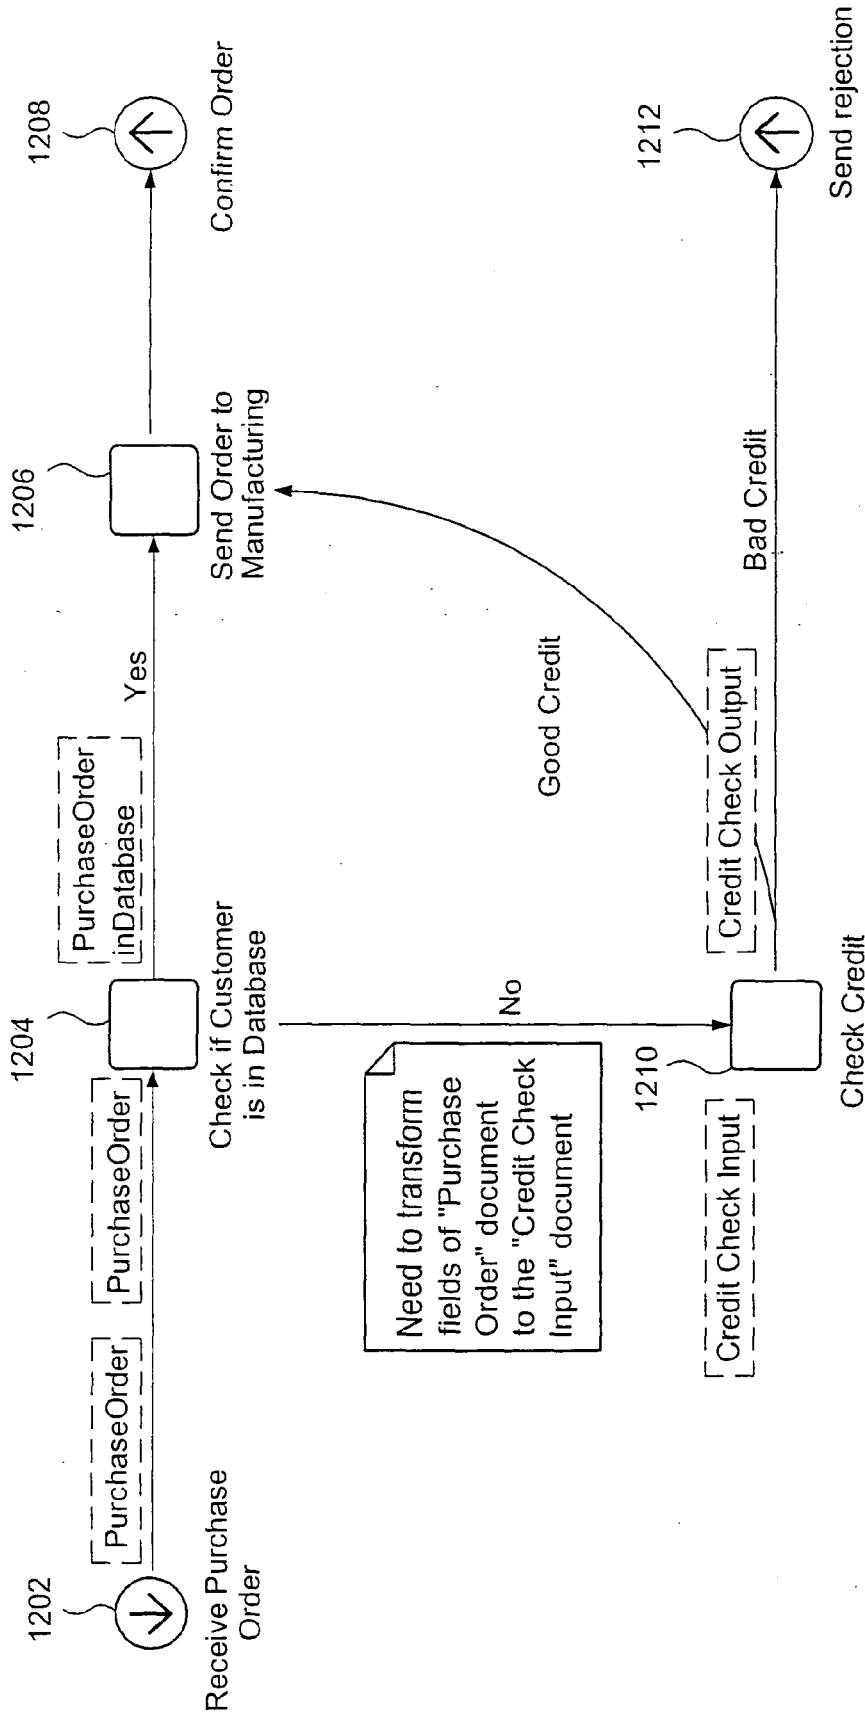 1202
Receive Purchase
Order
PurchaseOrder
PurchaseOrder
1204
Check if Customer
is in Database
PurchaseOrder
inDatabase
Yes
1206
Send Order to
Manufacturing
1208
Confirm Order
No
Need to transform
fields of "Purchase
Order" document
to the "Credit Check
Input" document
Credit Check Input
1210
Check Credit
Credit Check Output
Good Credit
Bad Credit
1212
Send rejection